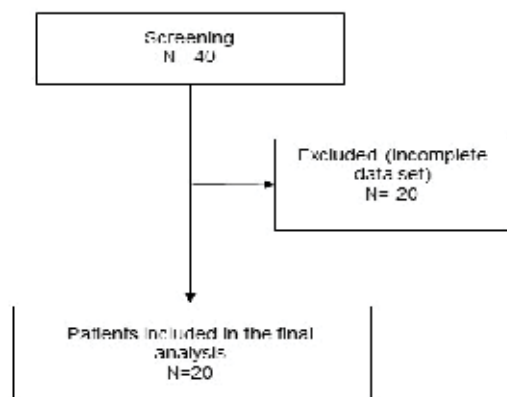 Screening
N= 40
Excluded (incomplete
data set)
N= 20
Patients included in the final
analysis
N=20